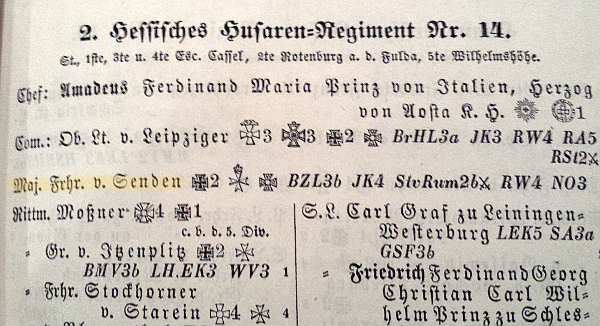 2. Hessisches Husaren-Regiment Nr. 14.
St., 1ste, 3te u. 4te Esc. Cassel, 2te Rotenburg a. d. Fulda, 5te Wilhelmshöhe.
Chef: Amadeus Ferdinand Maria Prinz von Italien, Herzog
von Aosta K. H. 1
Com.: Ob. Lt. v. Leipziger 3 3 2 BrHL3a JK3 RW4 RA5
RSt2
Maj. Frhr. v. Senden 2 BZL3b JK4 StvRum2b RW4 NO3
Rittm. Moßner 4 1
c. b. d. 5. Div.
= Gr. v. Itzenplitz 2
BMV3b LH.EK3 WV3 1
= Frhr. Stockhorner
v. Starein 4 4
S.L. Carl Graf zu Leiningen=
Westerburg LEK5 SA3a
GSF3b
= Friedrich Ferdinand Georg
Christian Carl Wil=
helm Prinz zu Schles=